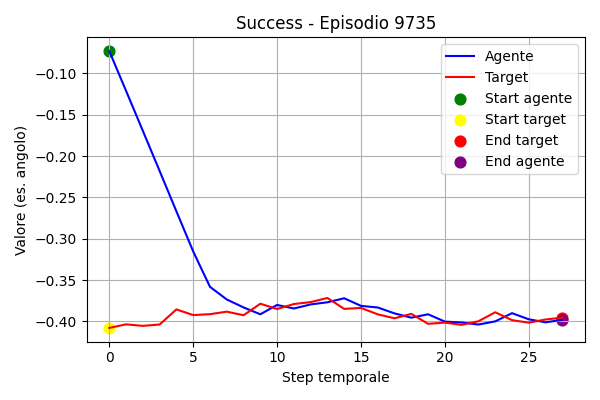 Success - Episodio 9735
Agente
Target
Start agente
Start target
End target
End agente
Valore (es. angolo)
−0.10
−0.15
−0.20
−0.25
−0.30
−0.35
−0.40
0 5 10 15 20 25
Step temporale